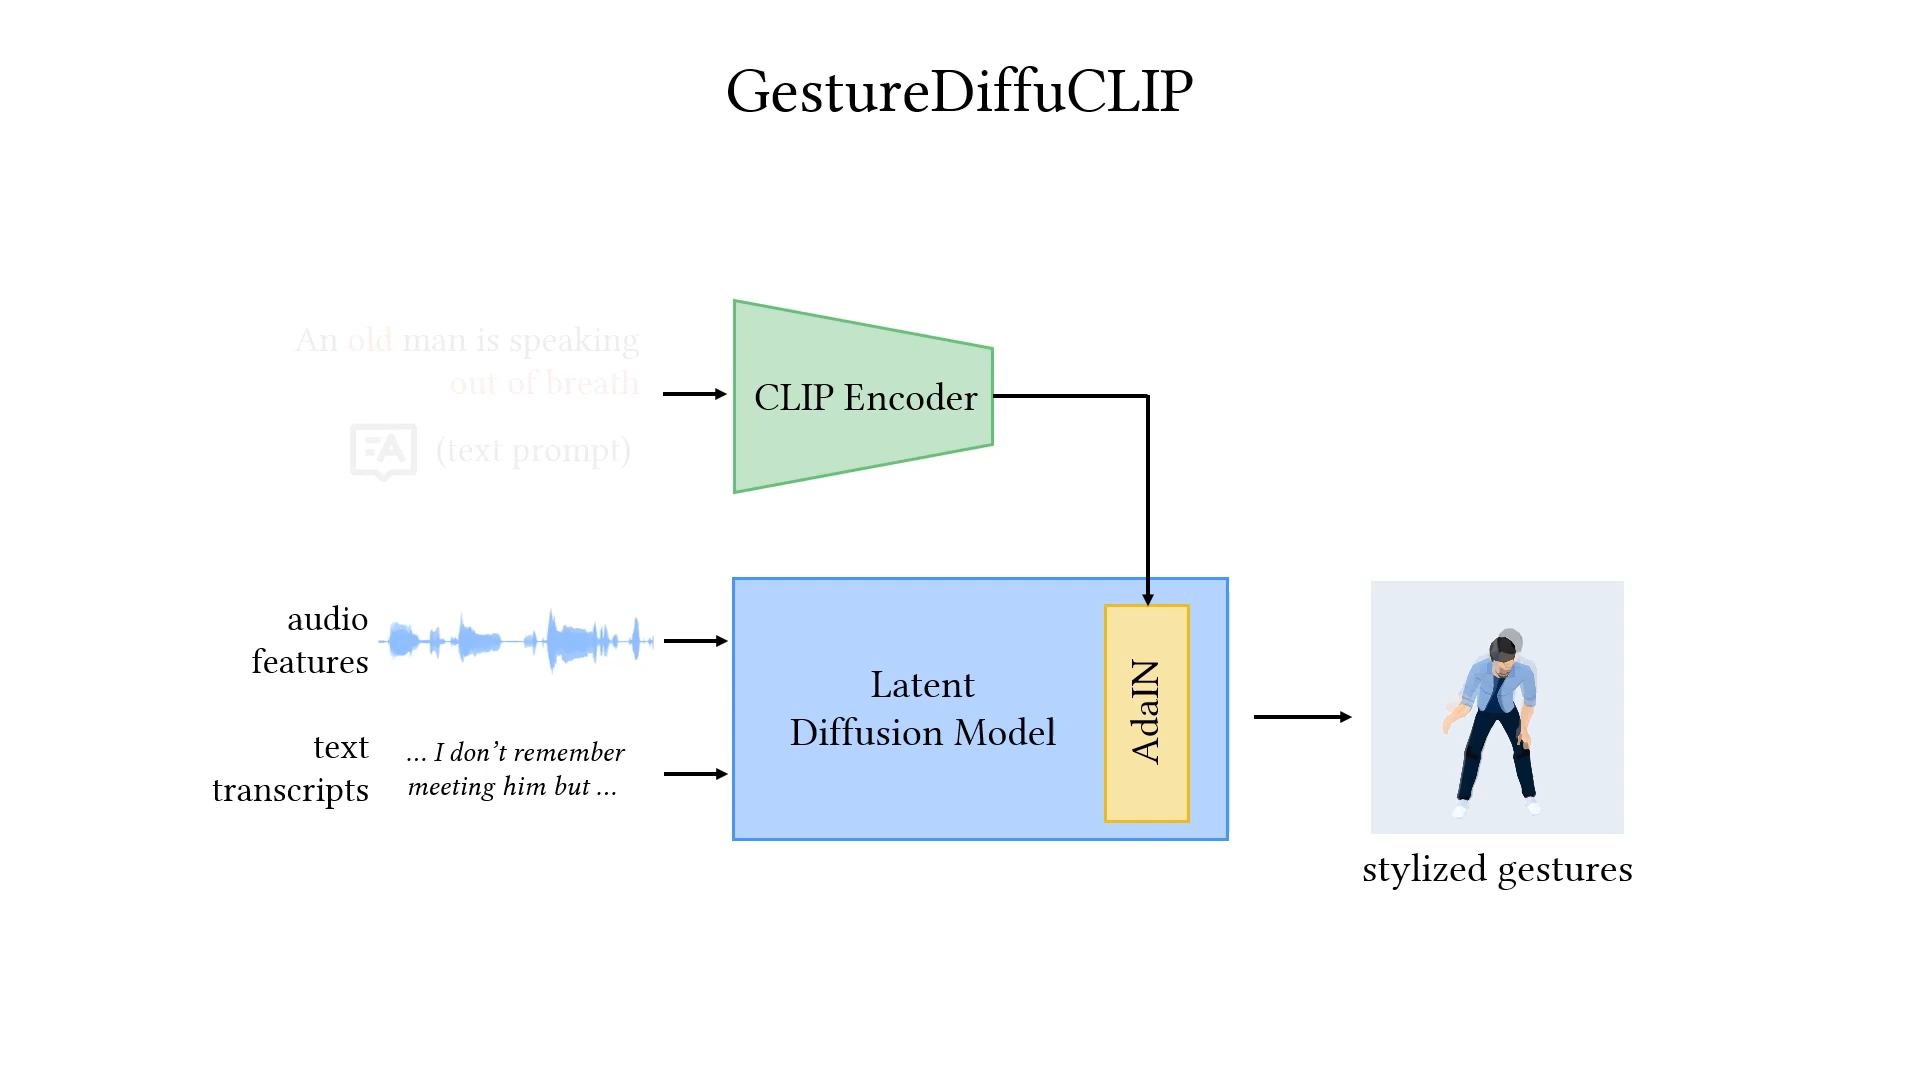 GestureDiffuCLIP
An old man is speaking
out of breath
(text prompt)
CLIP Encoder
audio
features
text
transcripts
... I don’t remember
meeting him but ...
Latent
Diffusion Model
AdaIN
stylized gestures